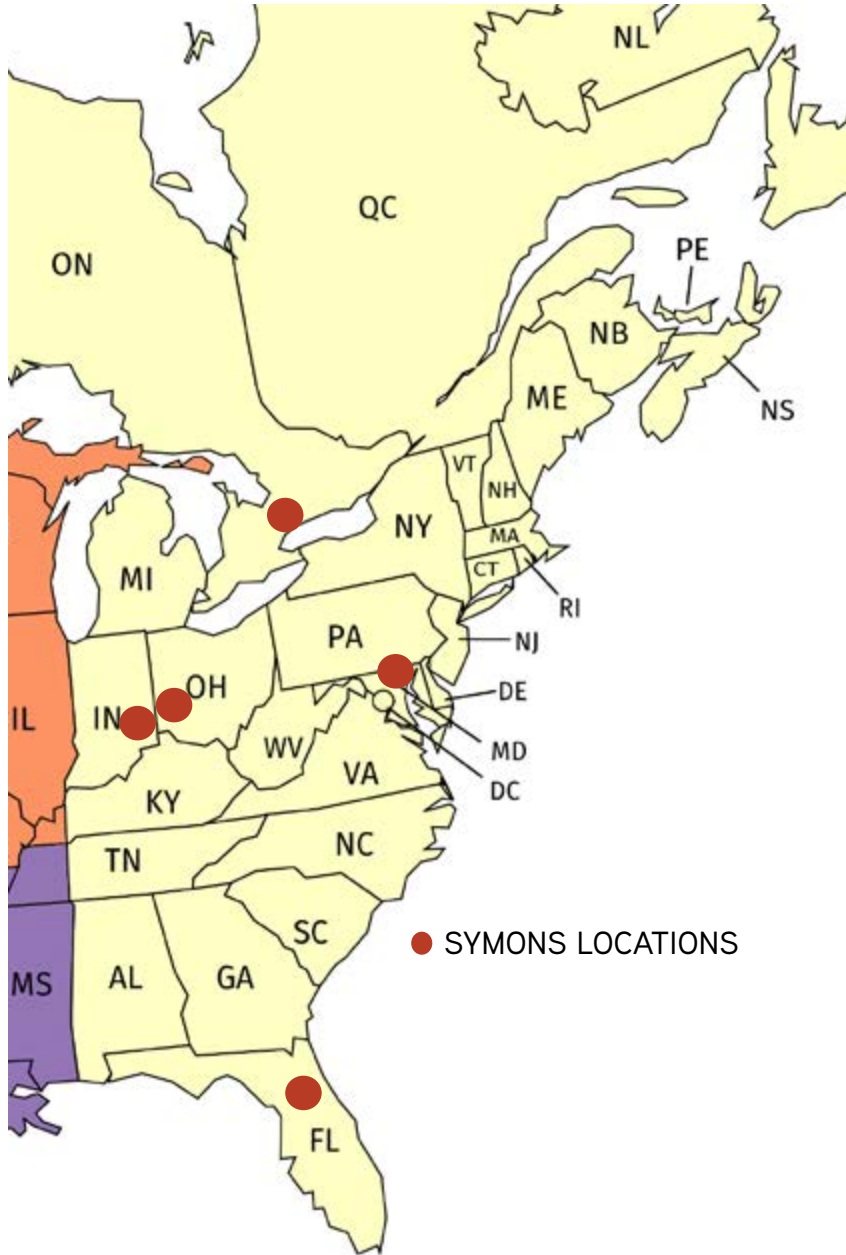 NL
QC
ON
PE
NB
ME
NS
VT
NH
NY
MA
MI
CT
RI
PA
NJ
OH
DE
IN
IL
WV
MD
VA
DC
KY
NC
TN
SC
SYMONS LOCATIONS
MS
AL
GA
FL